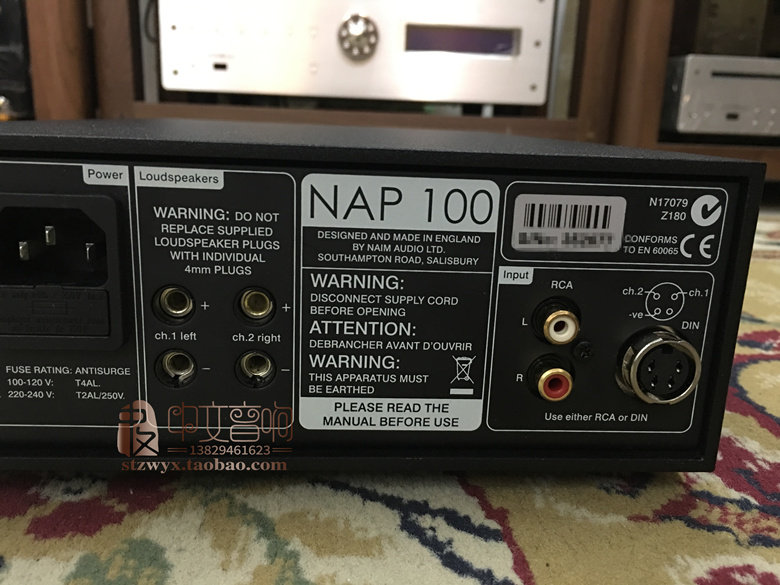 Power
FUSE RATING: ANTISURGE
100-120 V: T4AL.
220-240 V: T2AL/250V.
Loudspeakers
WARNING: DO NOT
REPLACE SUPPLIED
LOUDSPEAKER PLUGS
WITH INDIVIDUAL
4mm PLUGS
+ +
ch.1 left ch.2 right
− −
NAP 100
DESIGNED AND MADE IN ENGLAND
BY NAIM AUDIO LTD.
SOUTHAMPTON ROAD, SALISBURY
WARNING:
DISCONNECT SUPPLY CORD
BEFORE OPENING
ATTENTION:
DEBRANCHER AVANT D'OUVRIR
WARNING:
THIS APPARATUS MUST
BE EARTHED
PLEASE READ THE
MANUAL BEFORE USE
N17079
Z180
CONFORMS
TO EN 60065
CE
Input
RCA
L
R
ch.2 ch.1
-ve
DIN
Use either RCA or DIN
中文音响
13829461623
stzwyx.taobao.com